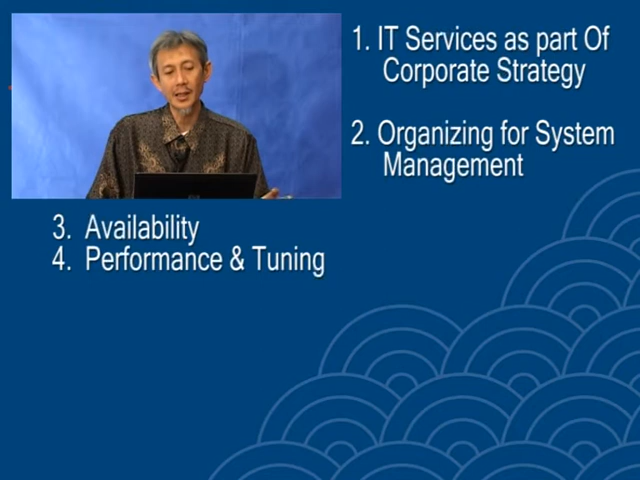 1. IT Services as part Of
Corporate Strategy
2. Organizing for System
Management
3. Availability
4. Performance & Tuning